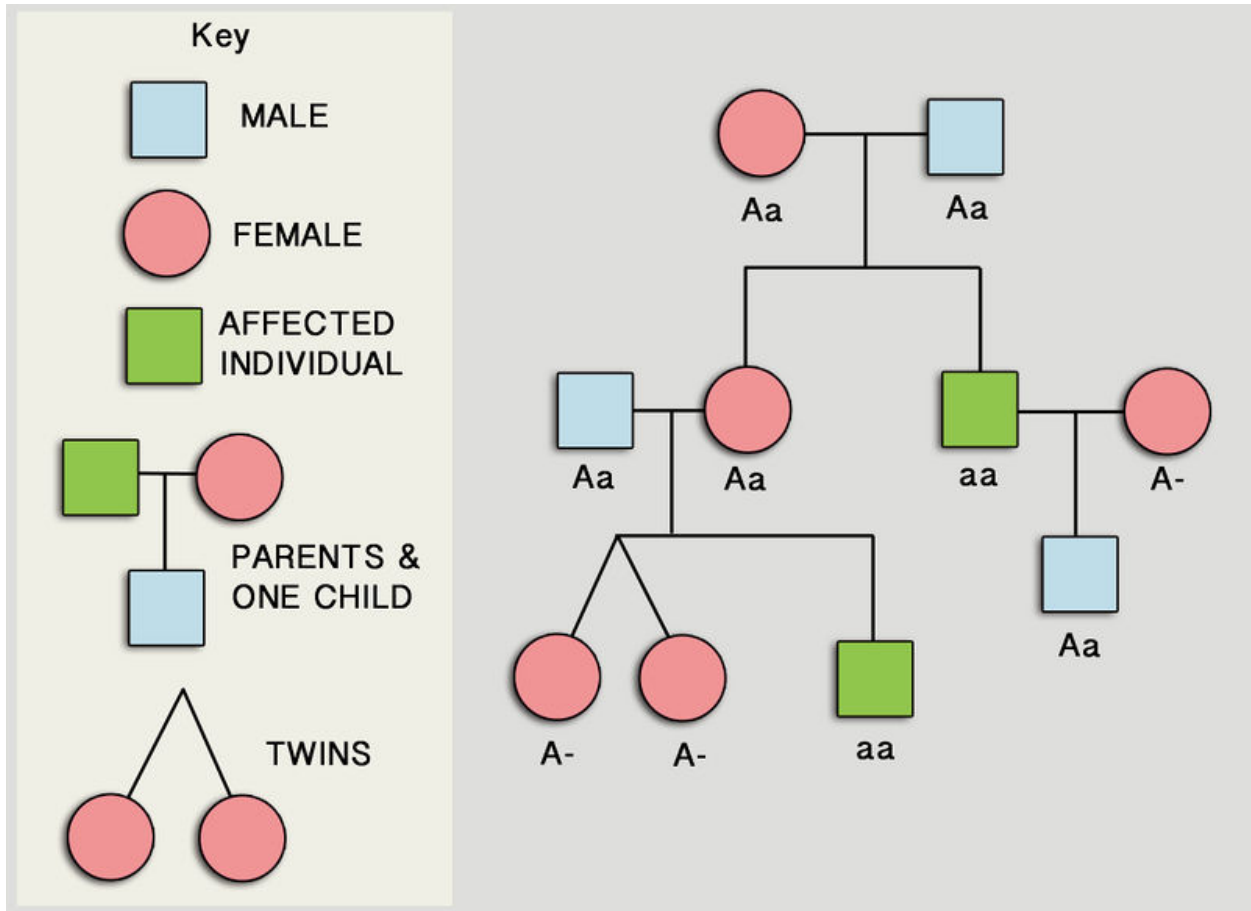 Key
MALE
FEMALE
AFFECTED
INDIVIDUAL
PARENTS &
ONE CHILD
TWINS
Aa
Aa
Aa
Aa
aa
A-
Aa
A-
A-
aa